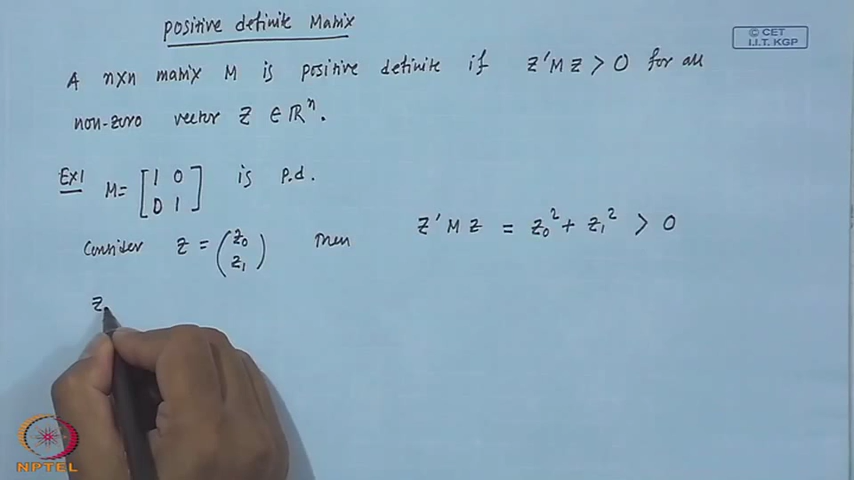 positive definite Matrix
© CET
I.I.T. KGP
A n×n matrix M is positive definite if Z'MZ > 0 for all
non-zero vector Z ∈ ℝⁿ.
Ex1 M = [1 0
0 1] is p.d.
Consider z = (z₀
z₁) Then z'Mz = z₀² + z₁² > 0
z
NPTEL